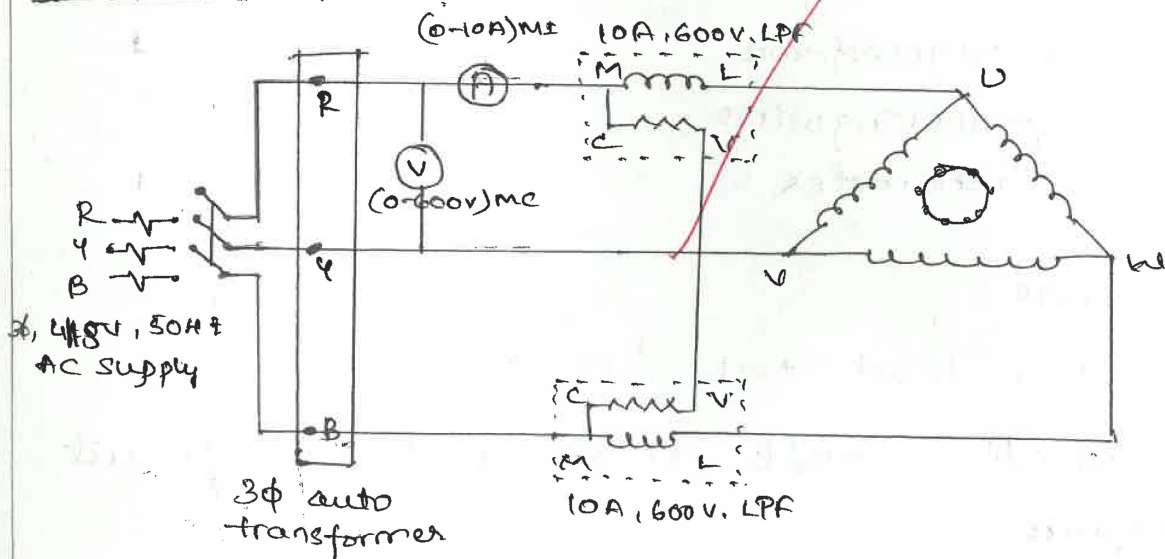 (0-10A)MI
10A, 600V. LPF
M L
A
U
R
C V
V
(0-600V)MC
R
Y
B
Y
V
W
3φ, 415V, 50HZ
AC Supply
C V
B
M L
3φ auto
transformer
10A, 600V. LPF